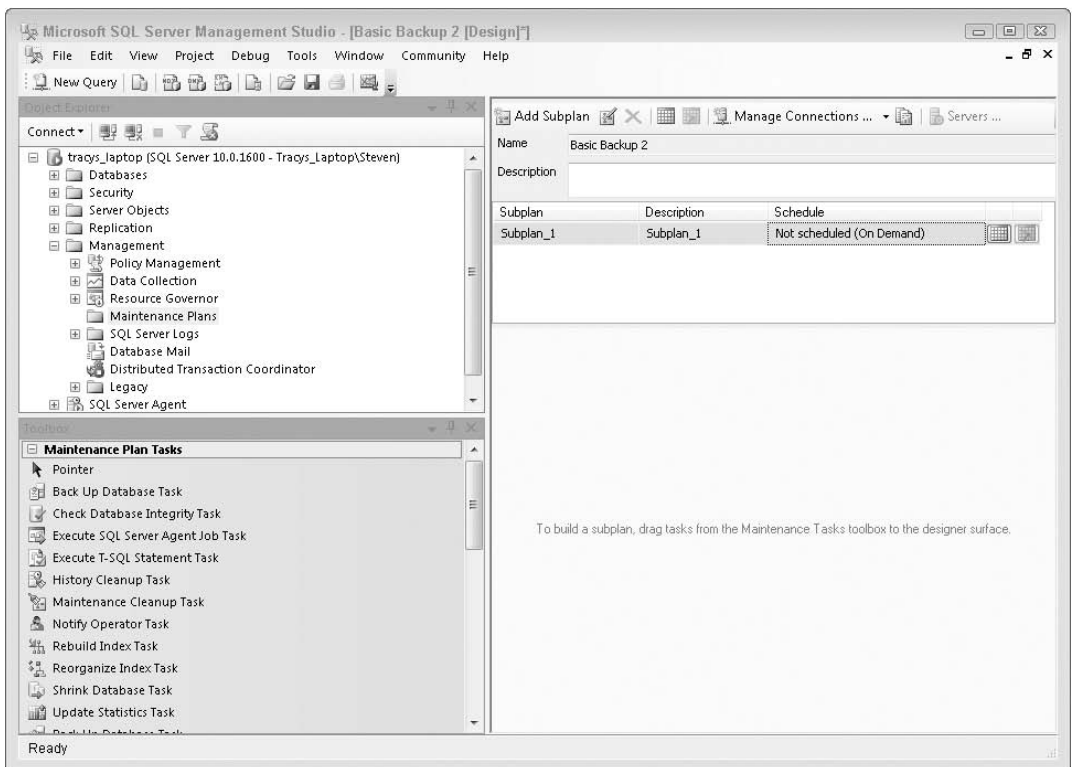 Microsoft SQL Server Management Studio - [Basic Backup 2 [Design]*]
File Edit View Project Debug Tools Window Community Help
New Query
Object Explorer
Connect
tracys_laptop (SQL Server 10.0.1600 - Tracys_Laptop\Steven)
Databases
Security
Server Objects
Replication
Management
Policy Management
Data Collection
Resource Governor
Maintenance Plans
SQL Server Logs
Database Mail
Distributed Transaction Coordinator
Legacy
SQL Server Agent
Toolbox
Maintenance Plan Tasks
Pointer
Back Up Database Task
Check Database Integrity Task
Execute SQL Server Agent Job Task
Execute T-SQL Statement Task
History Cleanup Task
Maintenance Cleanup Task
Notify Operator Task
Rebuild Index Task
Reorganize Index Task
Shrink Database Task
Update Statistics Task
Back Up Database Task
Add Subplan Manage Connections ... Servers ...
Name Basic Backup 2
Description
Subplan Description Schedule
Subplan_1 Subplan_1 Not scheduled (On Demand)
To build a subplan, drag tasks from the Maintenance Tasks toolbox to the designer surface.
Ready